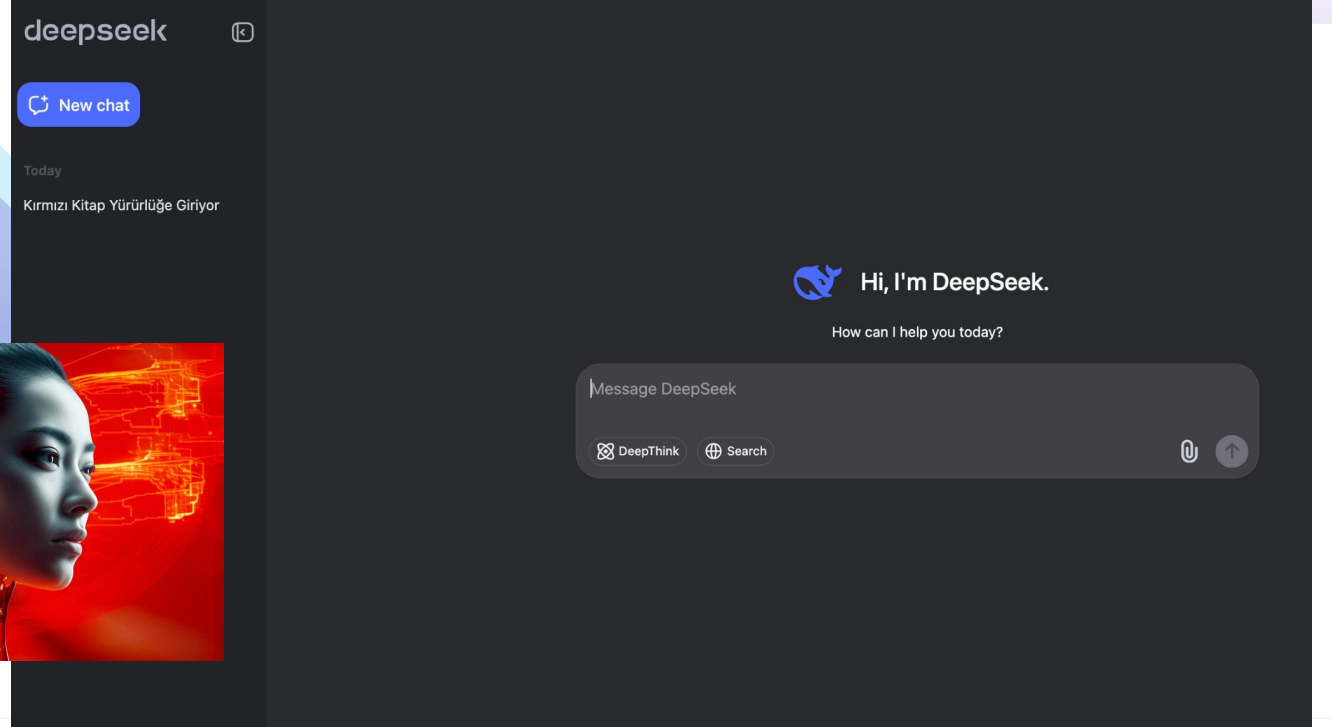 deepseek
New chat
Today
Kırmızı Kitap Yürürlüğe Giriyor
Hi, I'm DeepSeek.
How can I help you today?
Message DeepSeek
DeepThink
Search